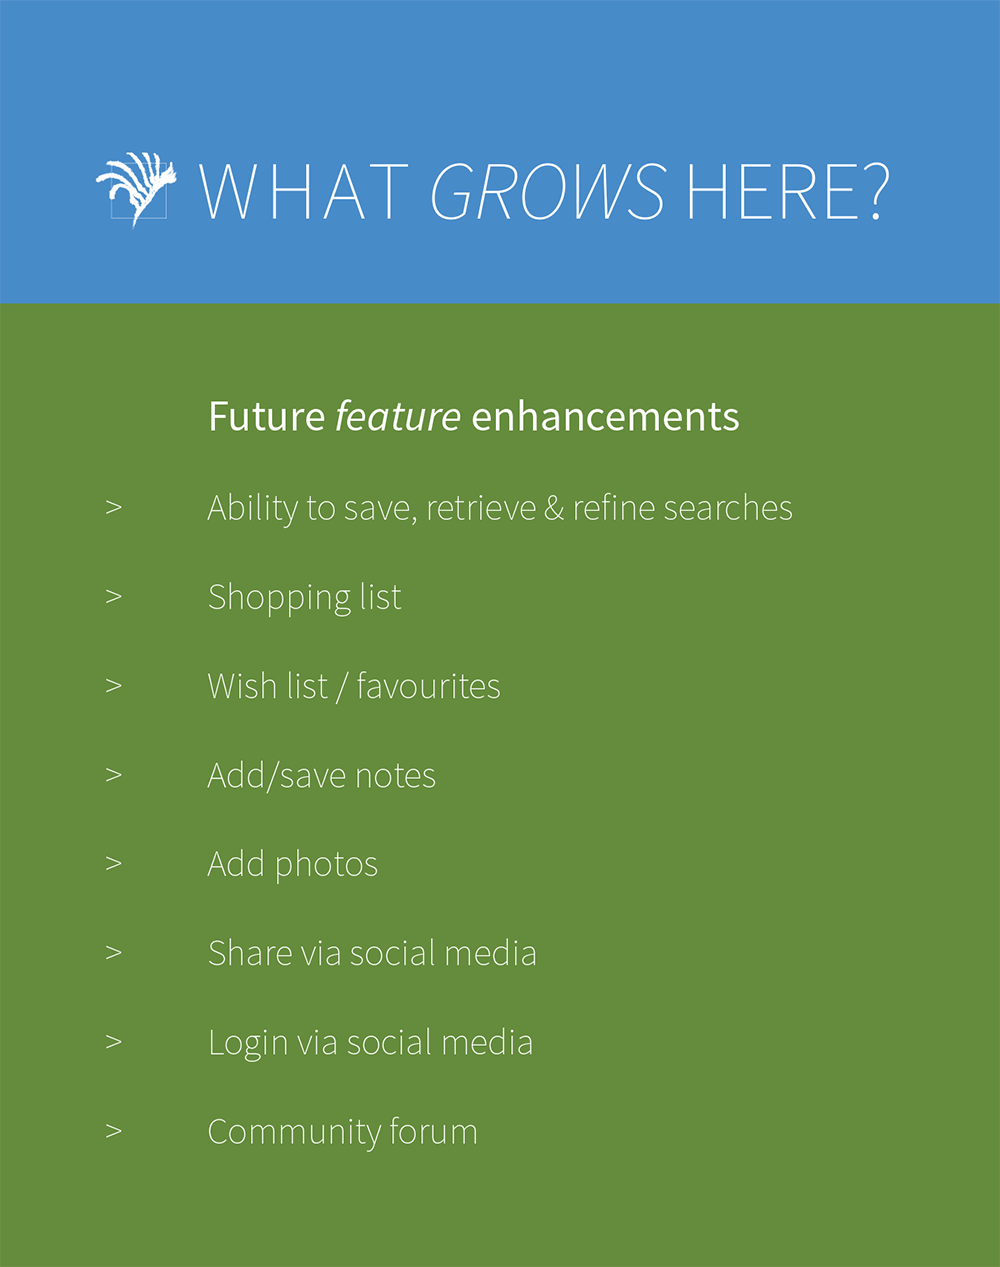 WHAT GROWS HERE?
Future feature enhancements
> Ability to save, retrieve & refine searches
> Shopping list
> Wish list / favourites
> Add/save notes
> Add photos
> Share via social media
> Login via social media
> Community forum